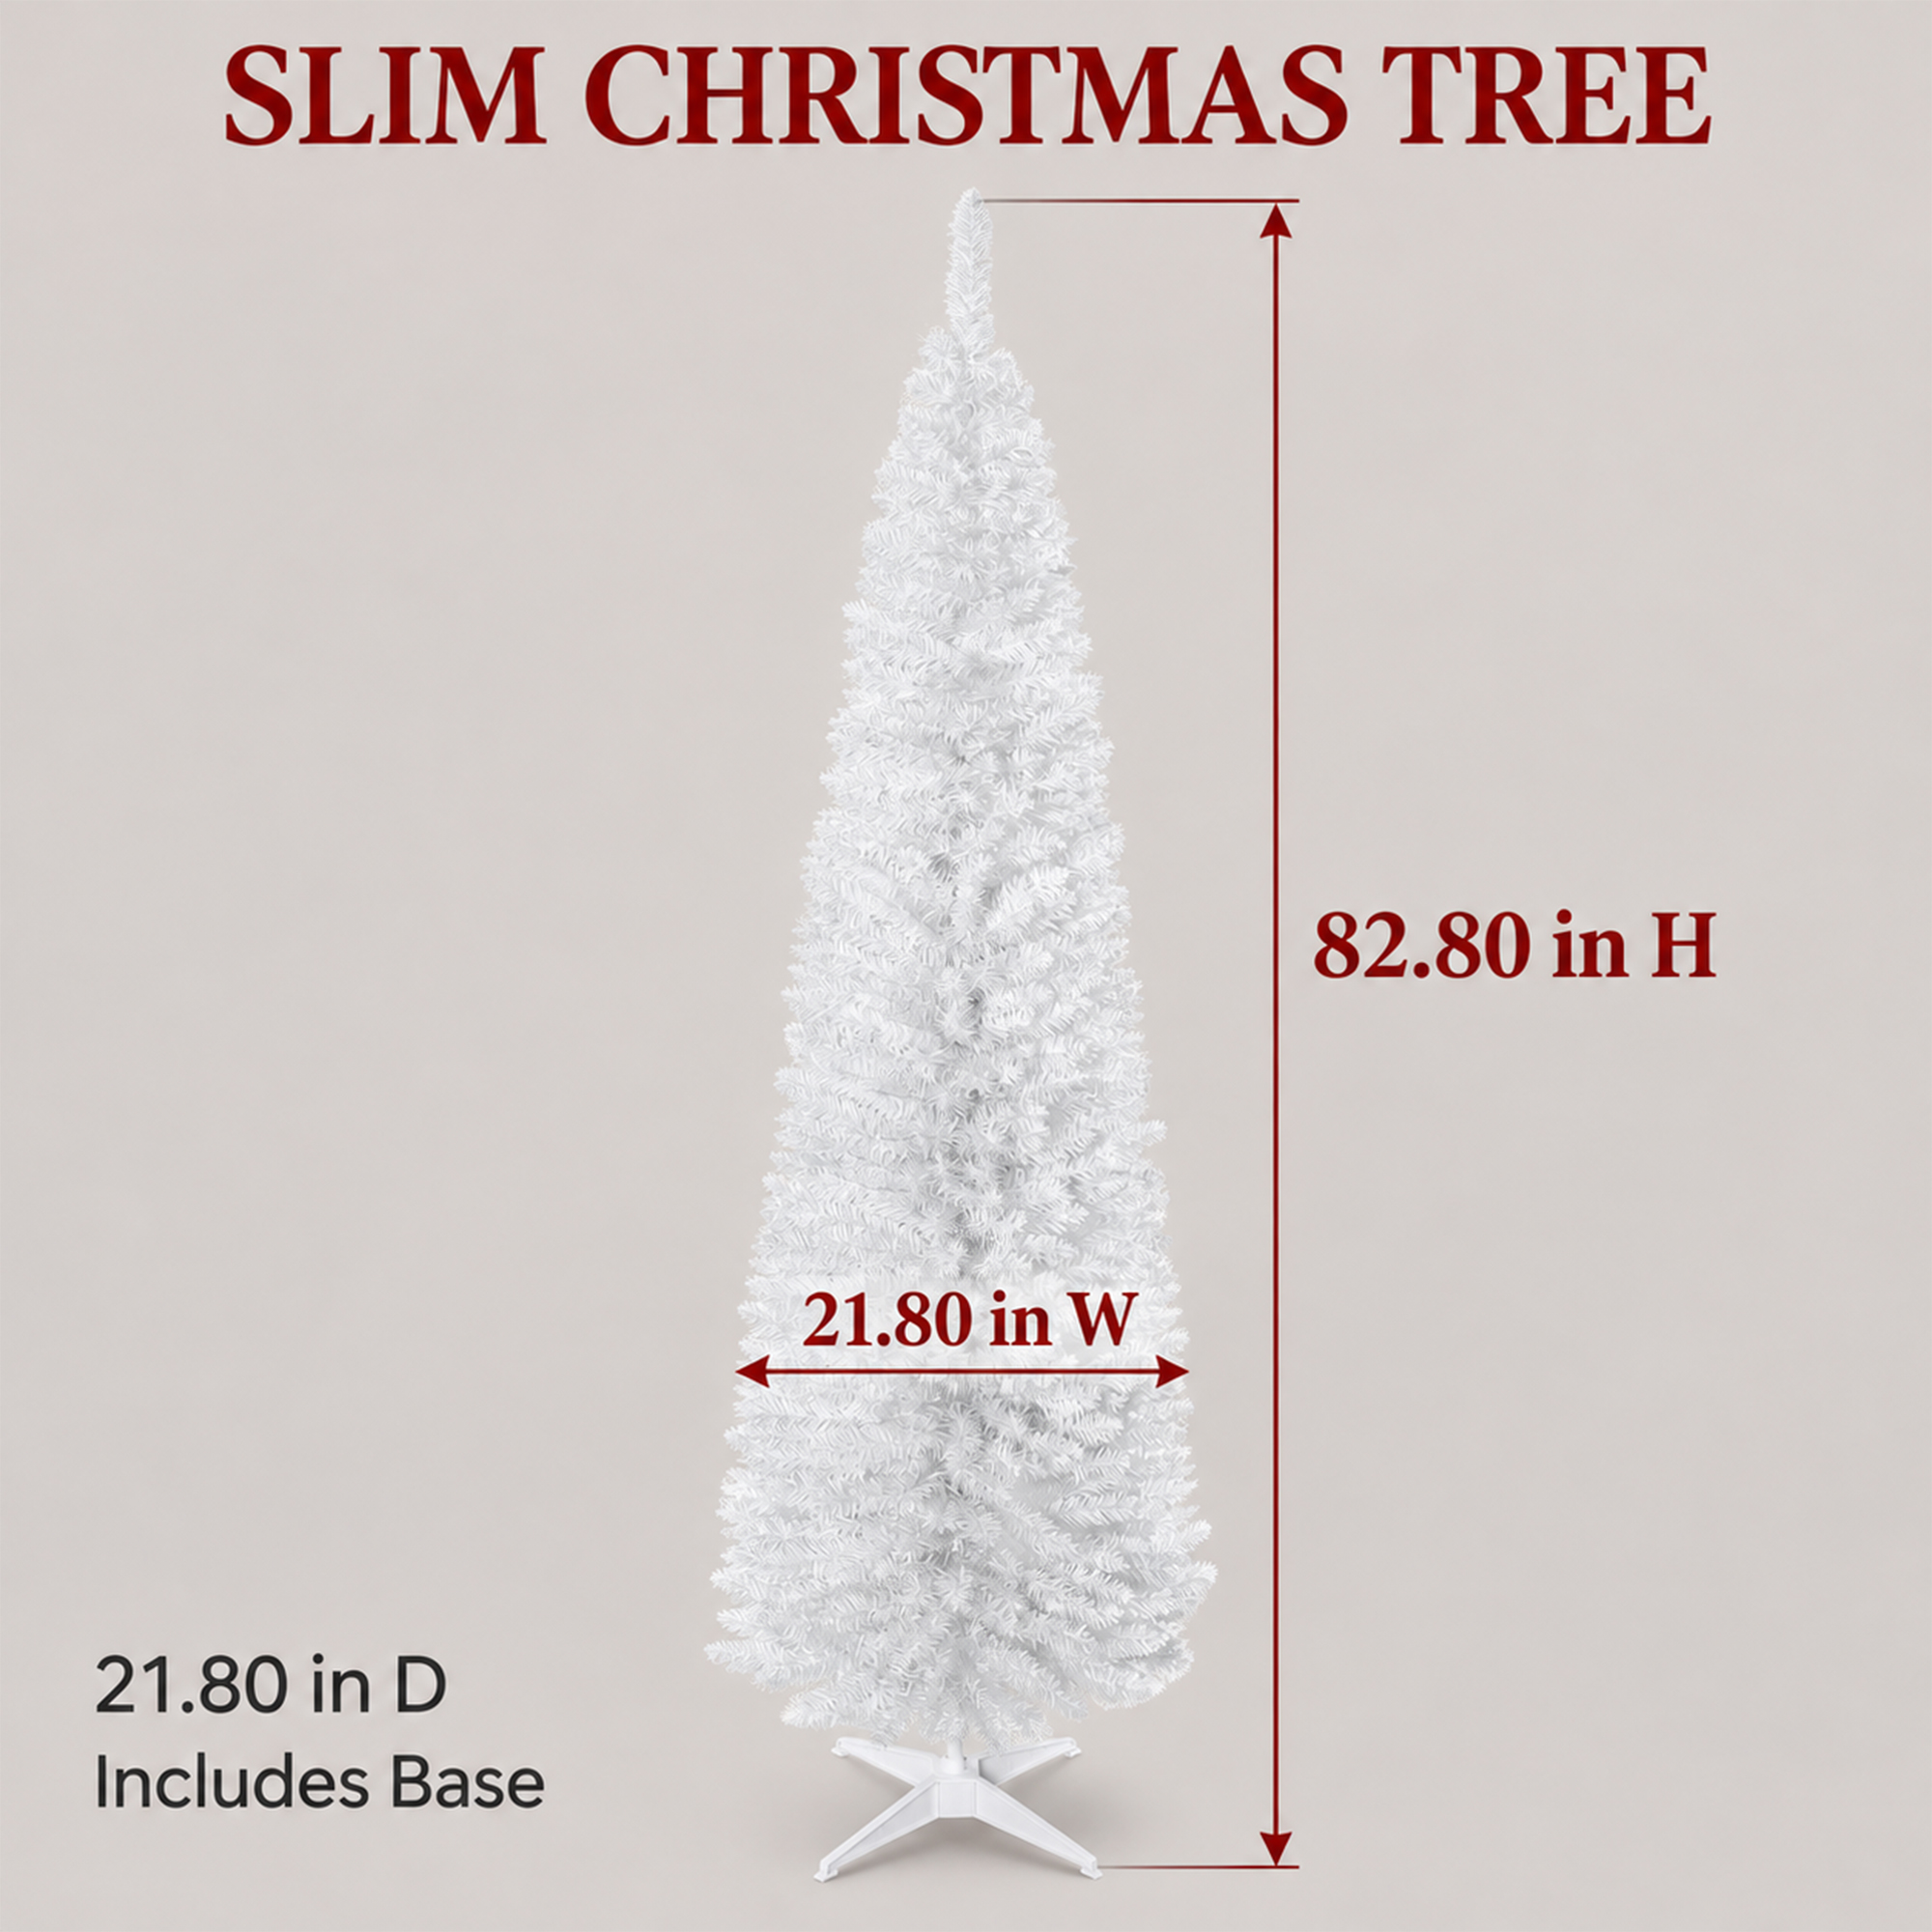 SLIM CHRISTMAS TREE
82.80 in H
21.80 in W
21.80 in D
Includes Base